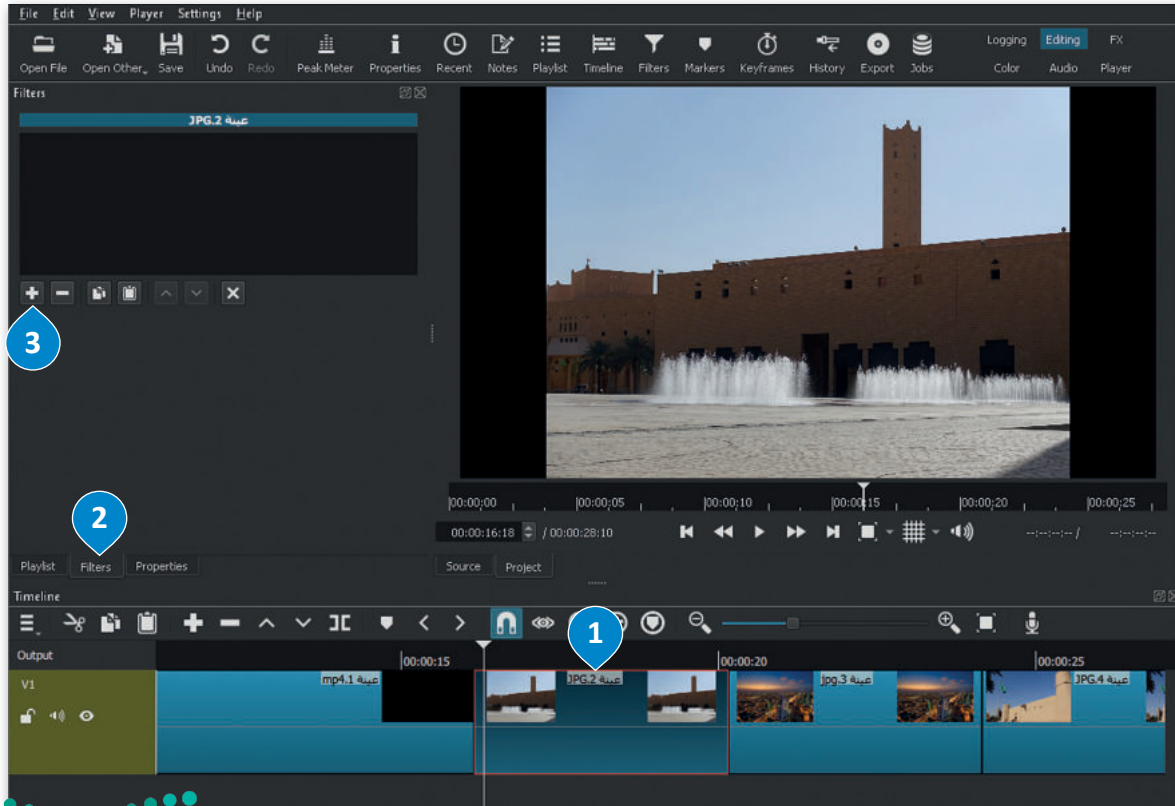 File Edit View Player Settings Help
Open File Open Other Save Undo Redo Peak Meter Properties Recent Notes Playlist Timeline Filters Markers Keyframes History Export Jobs
Logging Editing FX
Color Audio Player
Filters
عينة 2.JPG
3
|00:00;00 |00:00;05 |00:00;10 |00:00;15 |00:00;20 |00:00;25
00:00:16:18 / 00:00:28:10 --:--:--:-- / --:--:--:--
2
Playlist Filters Properties Source Project
Timeline
1
Output |00:00:15 |00:00:20 |00:00:25
V1 عينة 1.mp4 عينة 2.JPG عينة 3.jpg عينة 4.JPG